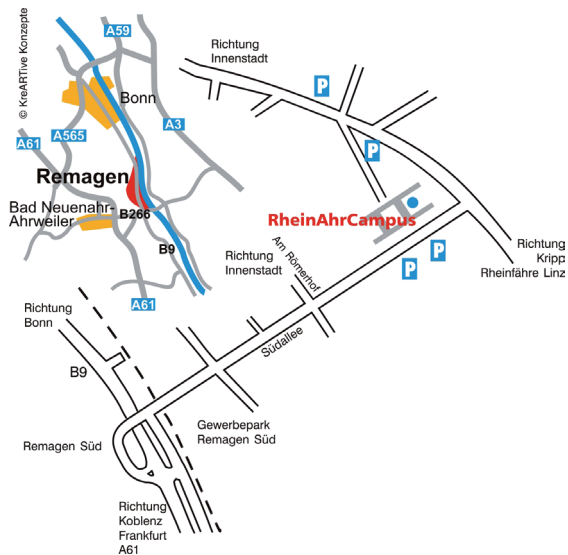 © KreARTive Konzepte
A59
Bonn
A565
A3
A61
Remagen
Bad Neuenahr-
Ahrweiler
B266
B9
A61
Richtung
Innenstadt
P
P
RheinAhrCampus
P
P
Richtung
Kripp
Rheinfähre Linz
Richtung
Innenstadt
Am Römerhof
Südallee
Richtung
Bonn
B9
Gewerbepark
Remagen Süd
Remagen Süd
Richtung
Koblenz
Frankfurt
A61